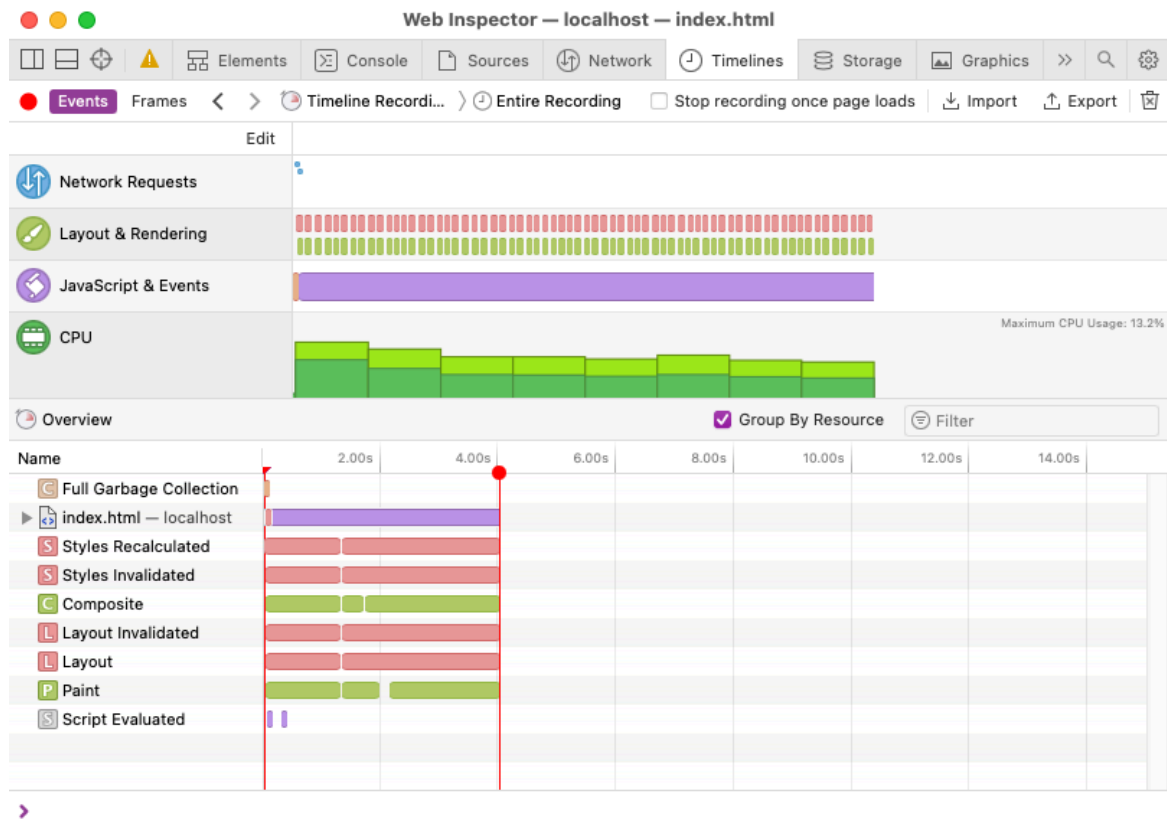 Web Inspector — localhost — index.html
Elements Console Sources Network Timelines Storage Graphics
Events Frames Timeline Recordi... Entire Recording Stop recording once page loads Import Export
Edit
Network Requests
Layout & Rendering
JavaScript & Events
CPU Maximum CPU Usage: 13.2%
Overview Group By Resource Filter
Name 2.00s 4.00s 6.00s 8.00s 10.00s 12.00s 14.00s
C Full Garbage Collection
index.html — localhost
S Styles Recalculated
S Styles Invalidated
C Composite
L Layout Invalidated
L Layout
P Paint
S Script Evaluated